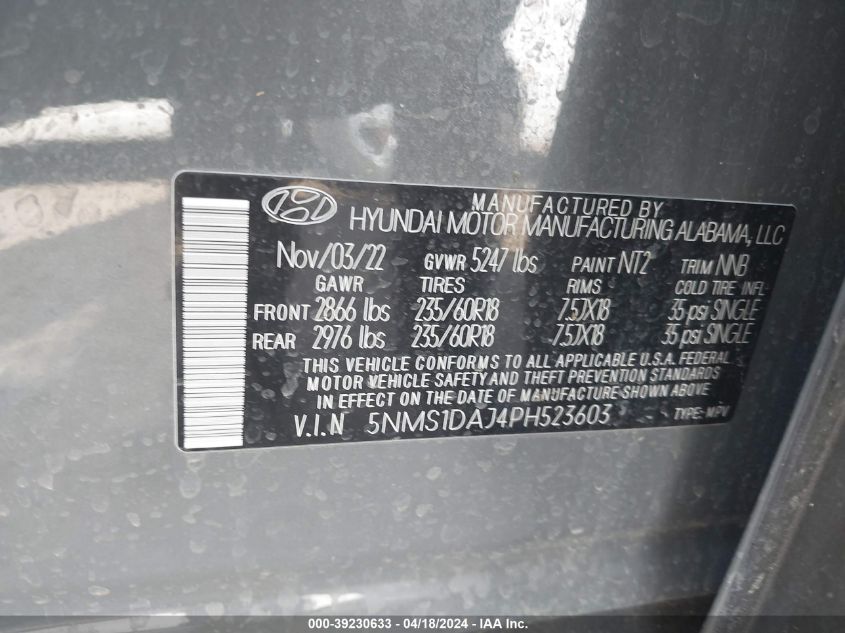 MANUFACTURED BY
HYUNDAI MOTOR MANUFACTURING ALABAMA, LLC
Nov/03/22 GVWR 5247 lbs PAINT NT2 TRIM NNB
GAWR TIRES RIMS COLD TIRE INFL
FRONT 2866 lbs 235/60R18 7.5JX18 35 psi SINGLE
REAR 2976 lbs 235/60R18 7.5JX18 35 psi SINGLE
THIS VEHICLE CONFORMS TO ALL APPLICABLE U.S.A. FEDERAL
MOTOR VEHICLE SAFETY AND THEFT PREVENTION STANDARDS
IN EFFECT ON THE DATE OF MANUFACTURE SHOWN ABOVE.
V.I.N 5NMS1DAJ4PH523603 TYPE: MPV
000-39230633 - 04/18/2024 - IAA Inc.